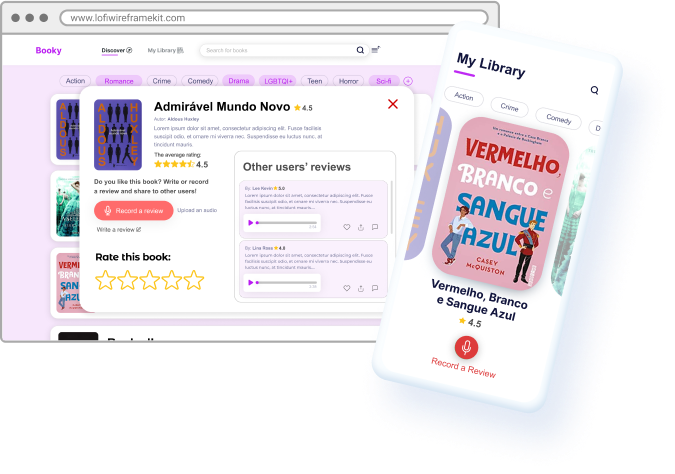 www.lofiwireframekit.com
Booky
Discover
My Library
Search for books
Action Romance Crime Comedy Drama LGBTQI+ Teen Horror Sci-fi
ALDOUS HUXLEY
Admirável Mundo Novo 4.5
Autor: Aldous Huxley
Lorem ipsum dolor sit amet, consectetur adipiscing elit. Fusce
suscipit odio, et ornare mi viverra semper. Suspendisse eu luctus nunc, at
tincidunt mauris.
The average rating:
4.5
Do you like this book? Write or record
a review and share to other users!
Record a review
Upload an audio
Write a review
Rate this book:
Other users' reviews
By: Lee Kevin 5.0
Lorem ipsum dolor sit amet, consectetur adipiscing elit. Fusce
suscipit odio, et ornare mi viverra semper. Suspendisse eu luctus
nunc, at tincidunt mauris...
By: Lina Rose 4.8
Lorem ipsum dolor sit amet, consectetur adipiscing elit. Fusce
suscipit odio, et ornare mi viverra semper. Suspendisse eu luctus
nunc, at tincidunt mauris...
VERMELHO,
BRANCO
My Library
Action Crime Comedy D
VERMELHO,
BRANCO e
SANGUE
AZUL
CASEY
McQUISTON
Vermelho, Branco
e Sangue Azul
4.5
Record a Review